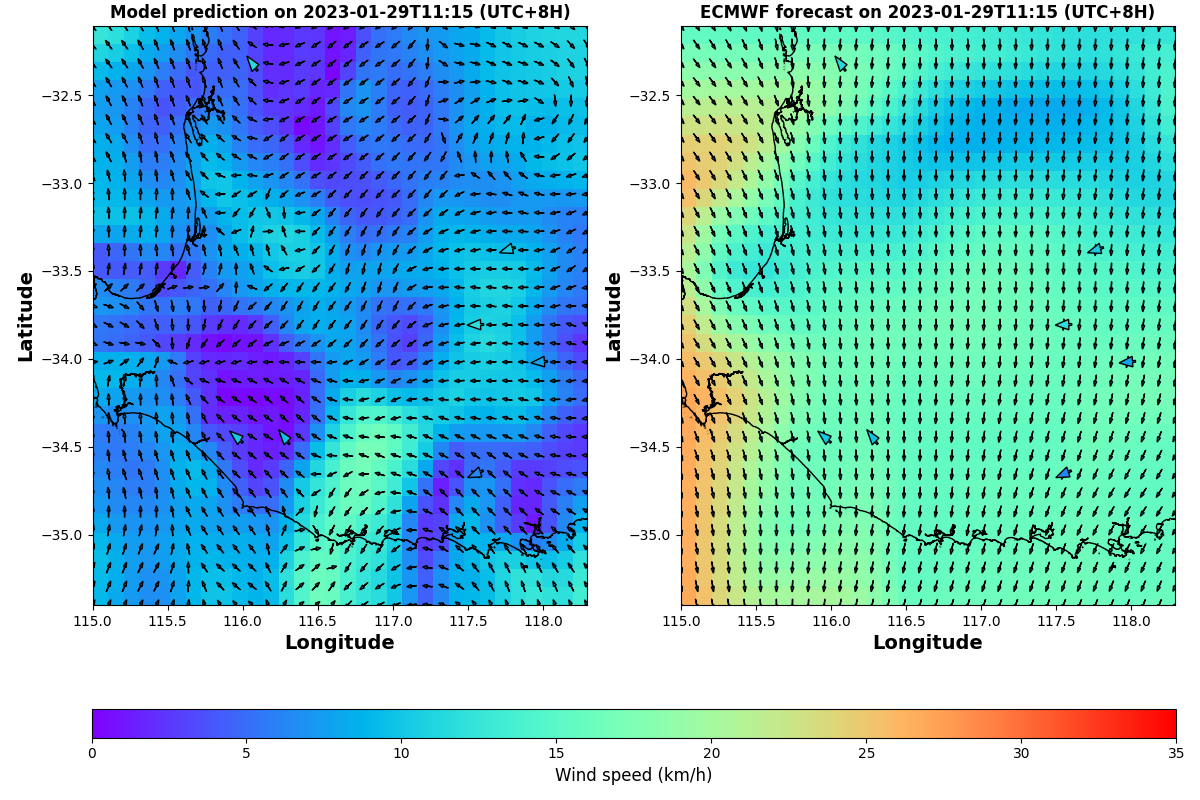 Model prediction on 2023-01-29T11:15 (UTC+8H)
ECMWF forecast on 2023-01-29T11:15 (UTC+8H)
Latitude
−32.5
−33.0
−33.5
−34.0
−34.5
−35.0
115.0 115.5 116.0 116.5 117.0 117.5 118.0
Longitude
Latitude
−32.5
−33.0
−33.5
−34.0
−34.5
−35.0
115.0 115.5 116.0 116.5 117.0 117.5 118.0
Longitude
0 5 10 15 20 25 30 35
Wind speed (km/h)